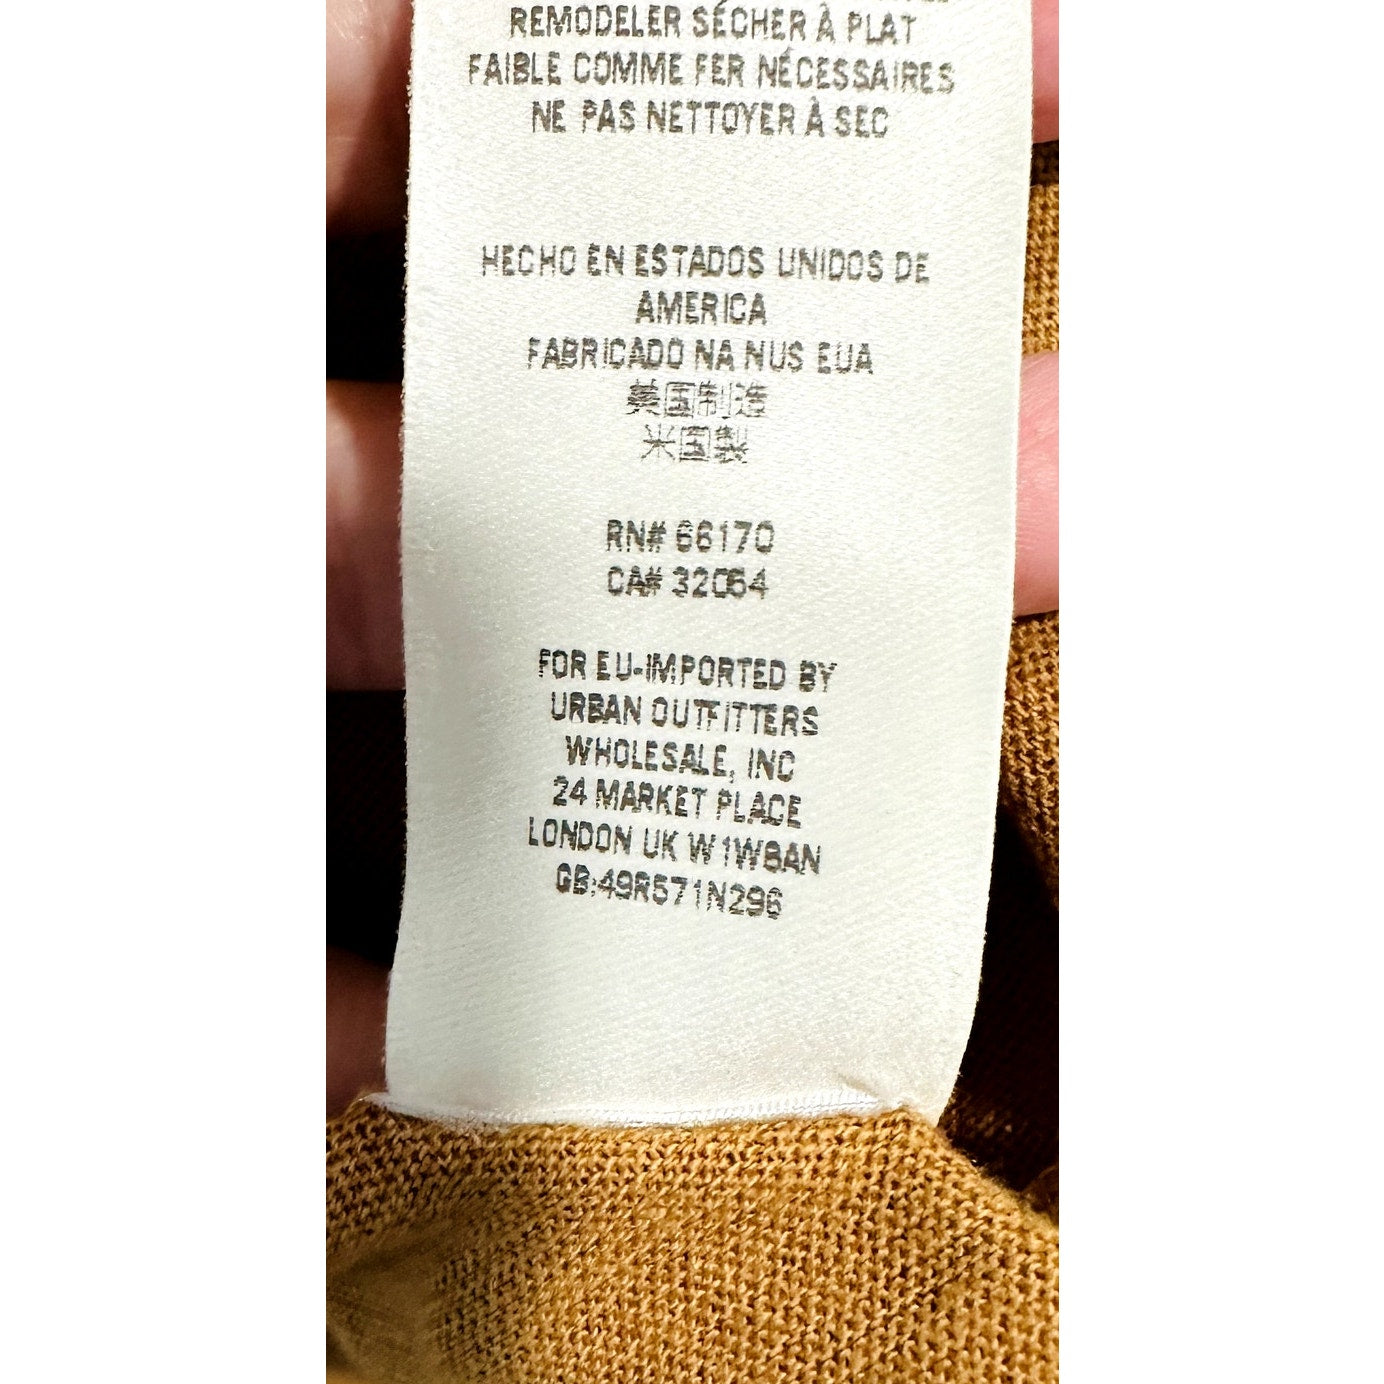 REMODELER SÉCHER À PLAT
FAIBLE COMME FER NÉCESSAIRES
NE PAS NETTOYER À SEC
HECHO EN ESTADOS UNIDOS DE
AMERICA
FABRICADO NA NUS EUA
美国制造
米国製
RN# 66170
CA# 32054
FOR EU-IMPORTED BY
URBAN OUTFITTERS
WHOLESALE, INC
24 MARKET PLACE
LONDON UK W1W8AN
GB:49R571N296